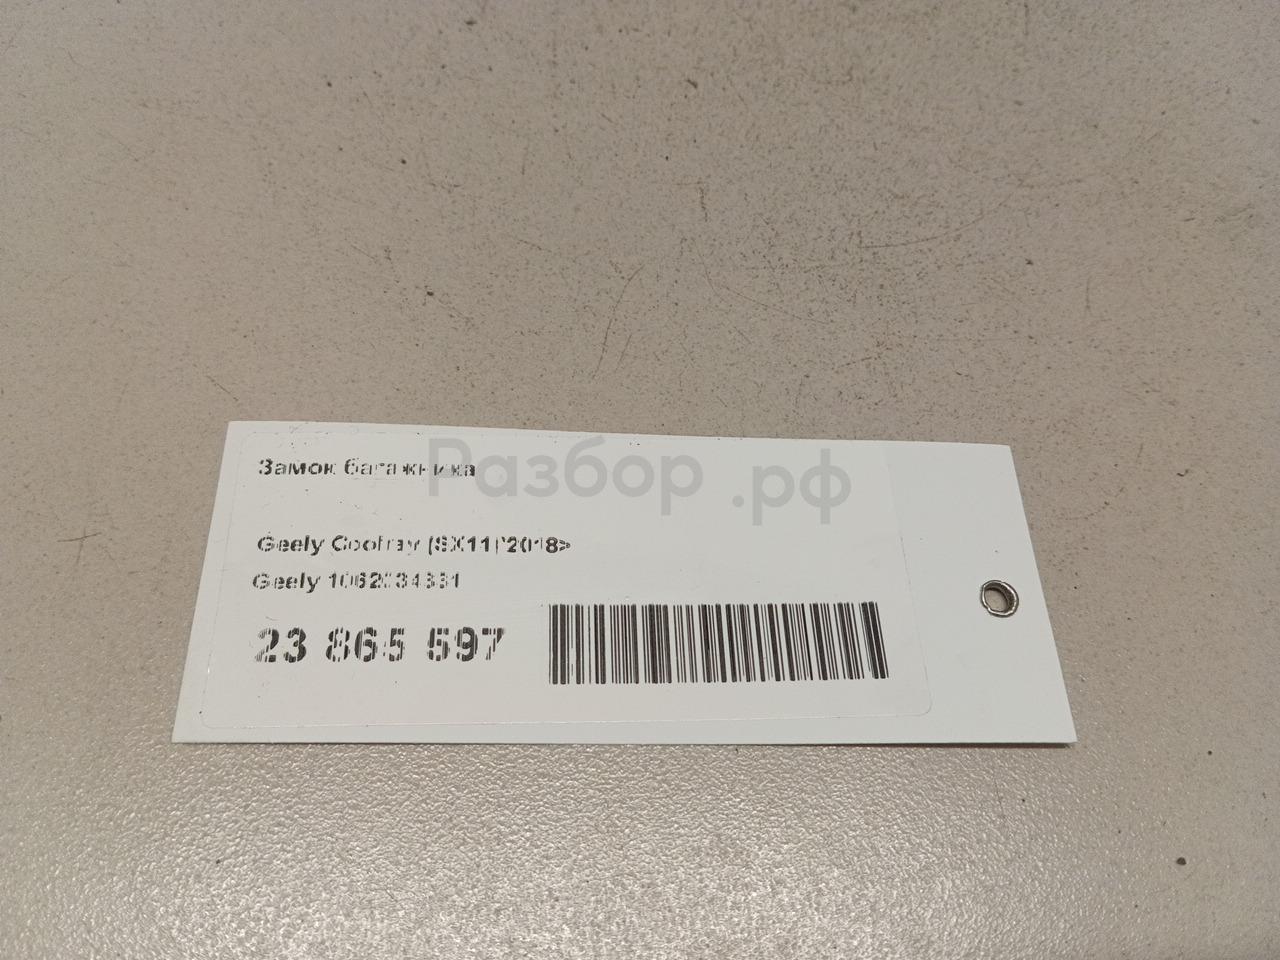 Замок багажника
Разбор.рф
Geely Coolray (SX11) '2018>
Geely 1062034331
23 865 597